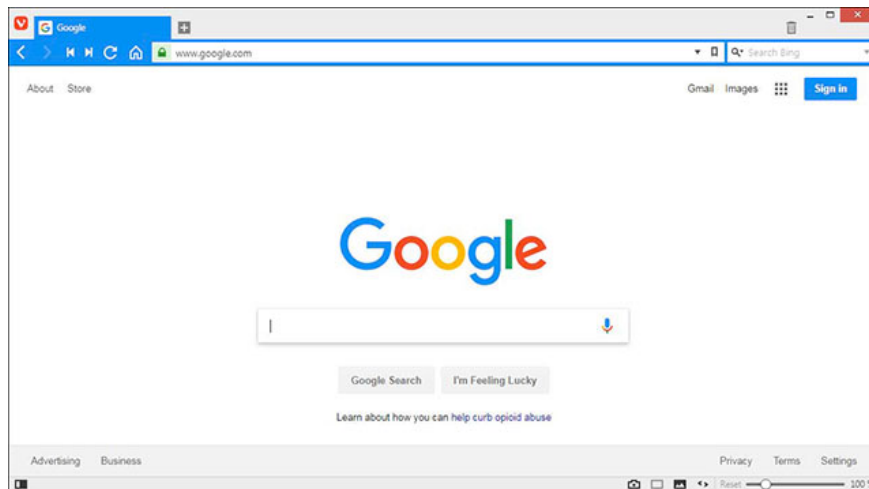 Google
www.google.com
Search Bing
About Store
Gmail Images Sign in
Google
Google Search I'm Feeling Lucky
Learn about how you can help curb opioid abuse
Advertising Business
Privacy Terms Settings
Reset 100 %